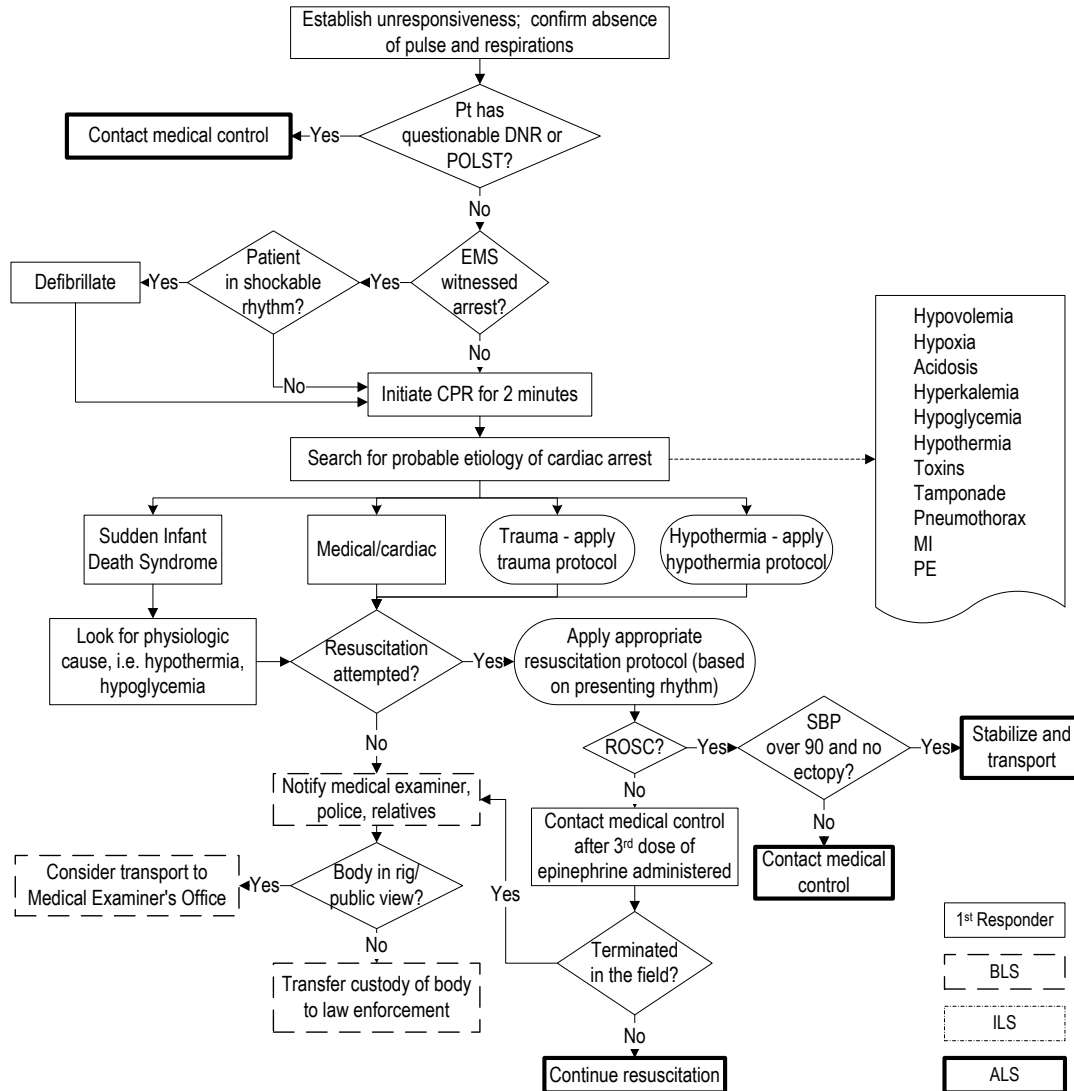 Establish unresponsiveness; confirm absence
of pulse and respirations
Pt has
questionable DNR or
POLST?
Yes
Contact medical control
No
EMS
witnessed
arrest?
Yes
Patient
in shockable
rhythm?
Yes
Defibrillate
No
No
Initiate CPR for 2 minutes
Search for probable etiology of cardiac arrest
Hypovolemia
Hypoxia
Acidosis
Hyperkalemia
Hypoglycemia
Hypothermia
Toxins
Tamponade
Pneumothorax
MI
PE
Sudden Infant
Death Syndrome
Medical/cardiac
Trauma - apply
trauma protocol
Hypothermia - apply
hypothermia protocol
Look for physiologic
cause, i.e. hypothermia,
hypoglycemia
Resuscitation
attempted?
Yes
Apply appropriate
resuscitation protocol (based
on presenting rhythm)
No
ROSC?
Yes
SBP
over 90 and no
ectopy?
Yes
Stabilize and
transport
No
Contact medical
control
No
Contact medical control
after 3rd dose of
epinephrine administered
Notify medical examiner,
police, relatives
Body in rig/
public view?
Yes
Consider transport to
Medical Examiner's Office
No
Transfer custody of body
to law enforcement
Terminated
in the field?
Yes
No
Continue resuscitation
1st Responder
BLS
ILS
ALS